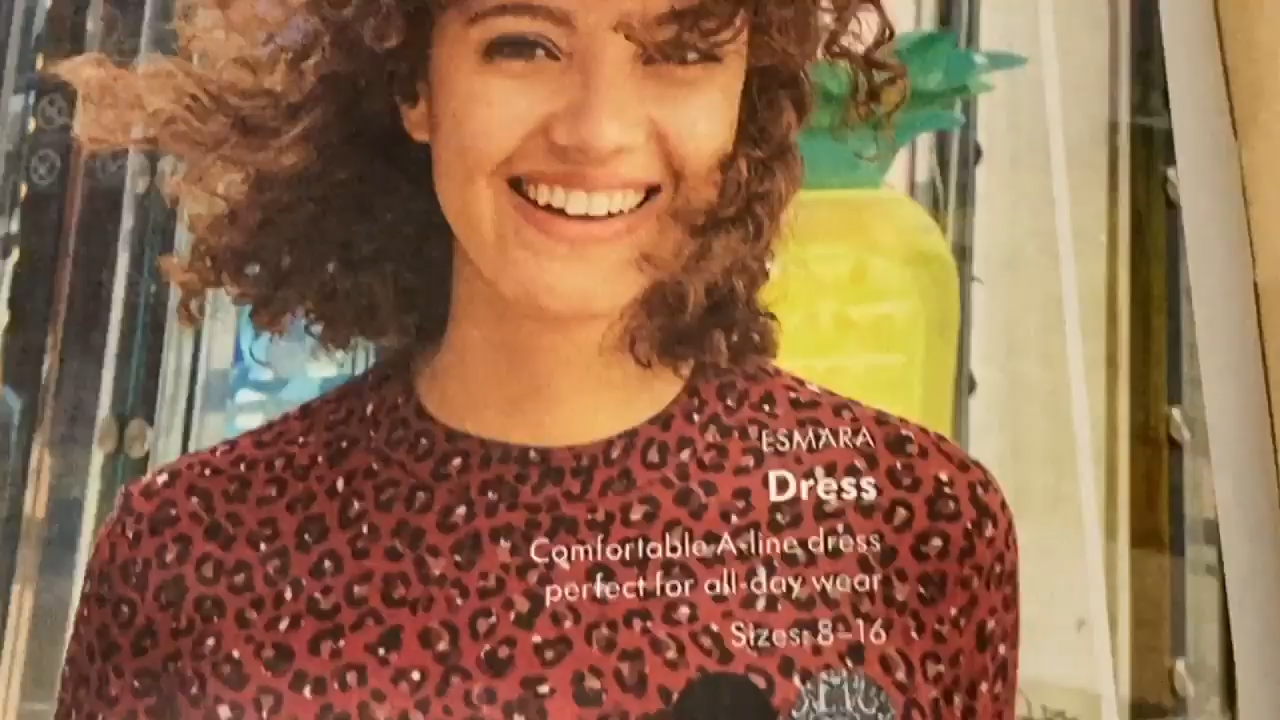 ESMARA
Dress
Comfortable A-line dress
perfect for all-day wear
Sizes: 8–16